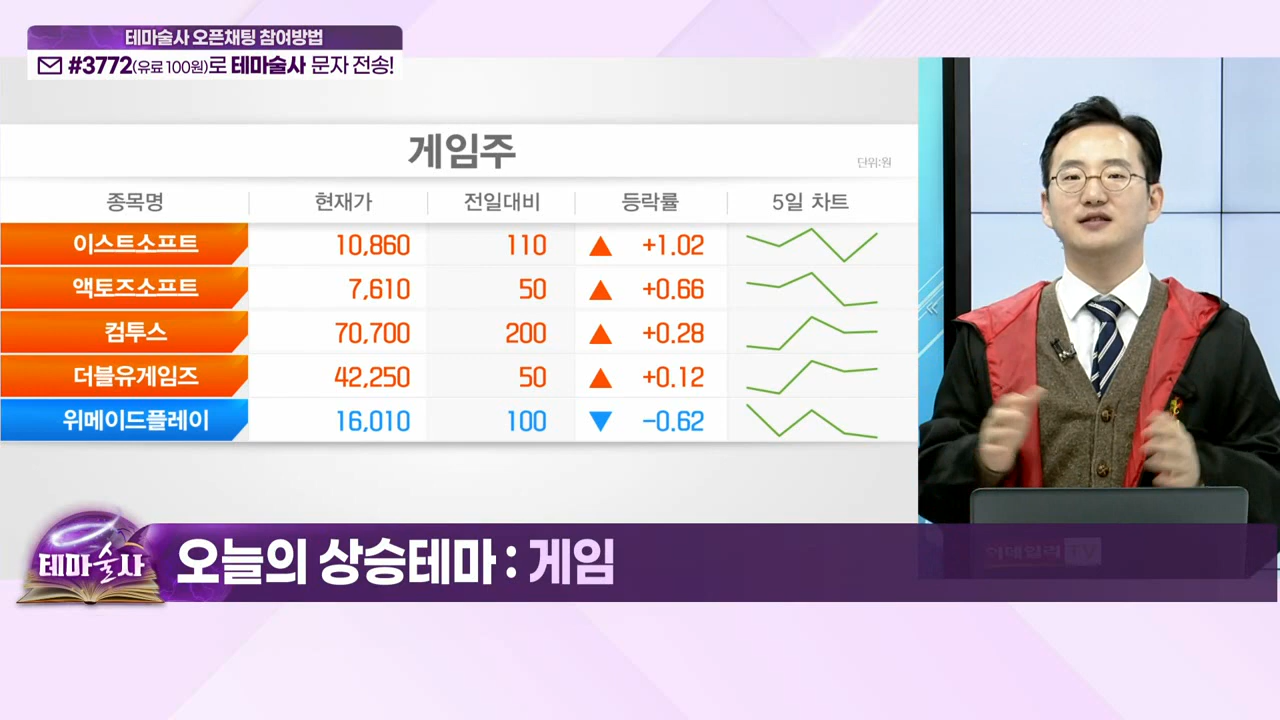 테마술사 오픈채팅 참여방법
#3772(유료 100원)로 테마술사 문자 전송!
게임주
단위:원
종목명 현재가 전일대비 등락률 5일 차트
이스트소프트 10,860 110 ▲ +1.02
액토즈소프트 7,610 50 ▲ +0.66
컴투스 70,700 200 ▲ +0.28
더블유게임즈 42,250 50 ▲ +0.12
위메이드플레이 16,010 100 ▼ -0.62
테마술사
오늘의 상승테마 : 게임
이데일리 TV